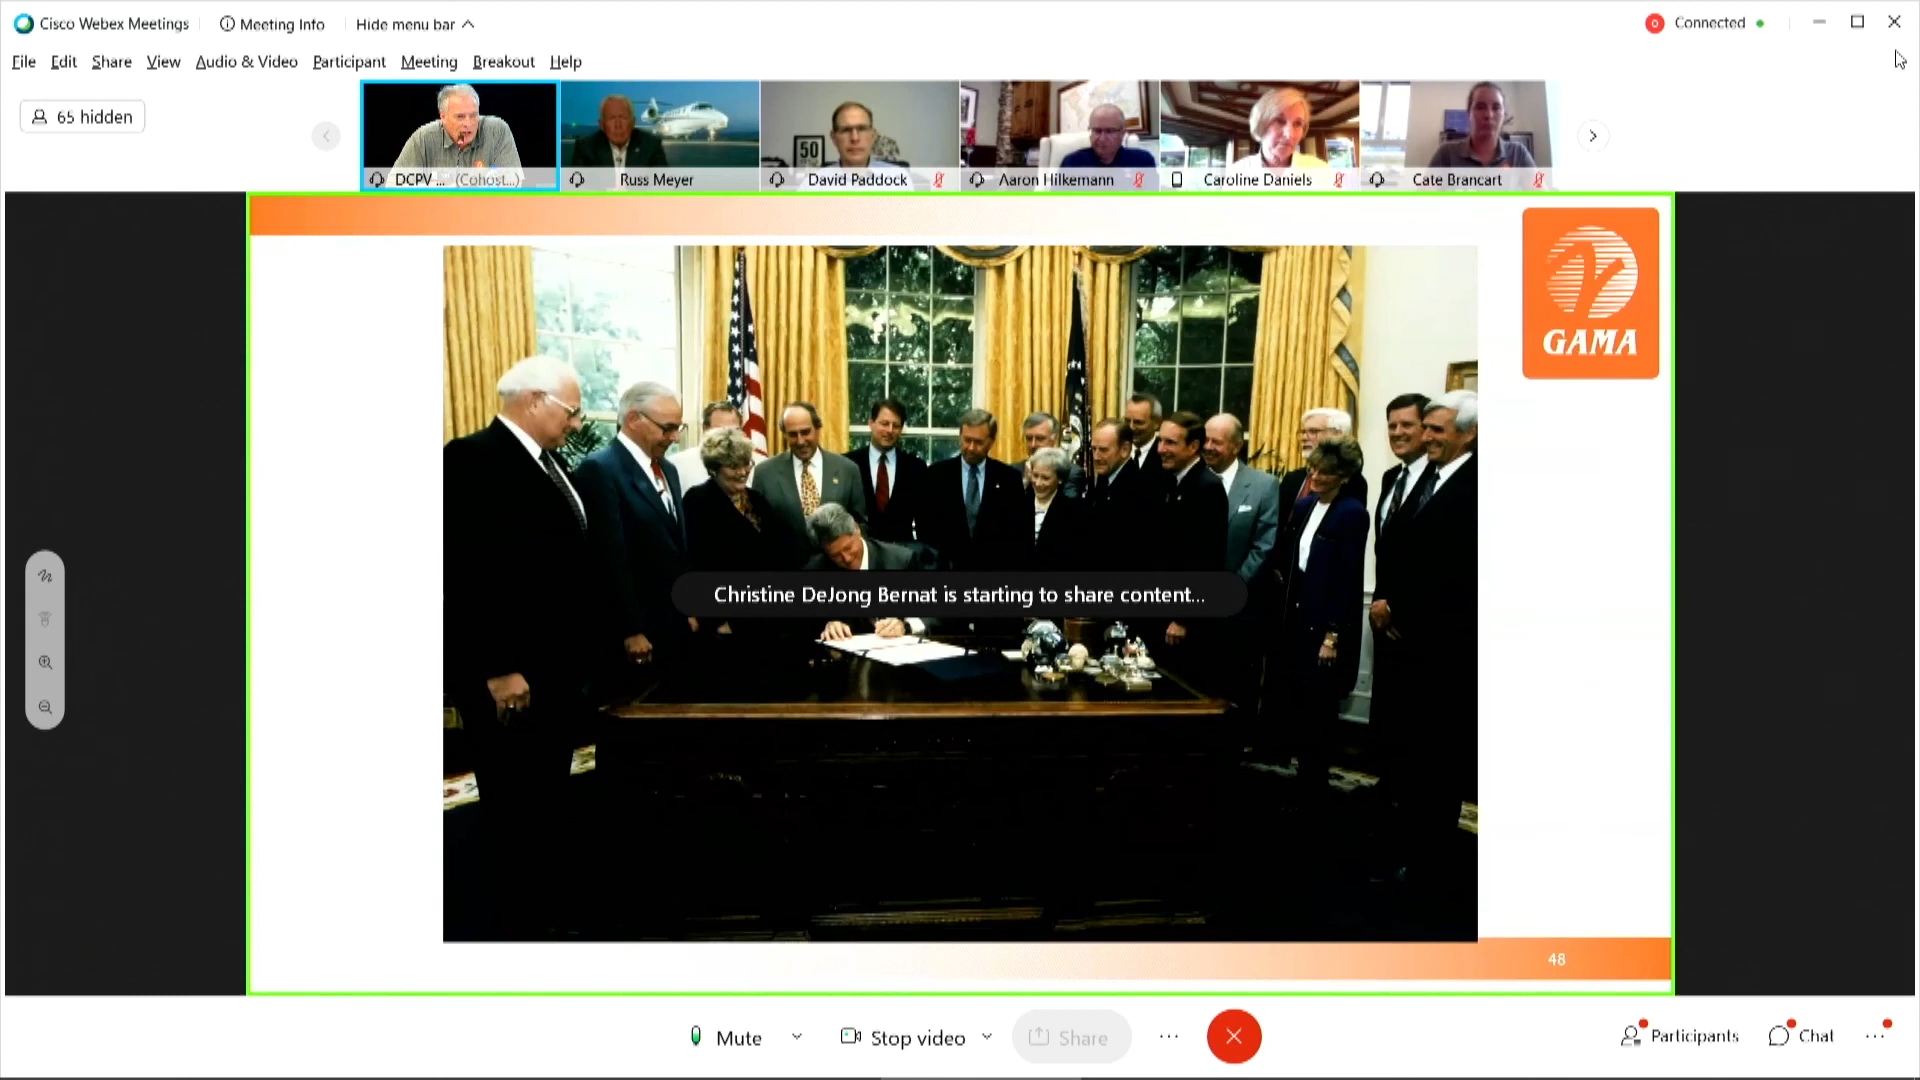 Cisco Webex Meetings
Meeting Info
Hide menu bar
Connected
File Edit Share View Audio & Video Participant Meeting Breakout Help
65 hidden
50
DCPV ... (Cohost...)
Russ Meyer
David Paddock
Aaron Hilkemann
Caroline Daniels
Cate Brancart
GAMA
Christine DeJong Bernat is starting to share content...
48
Mute
Stop video
Share
Participants
Chat